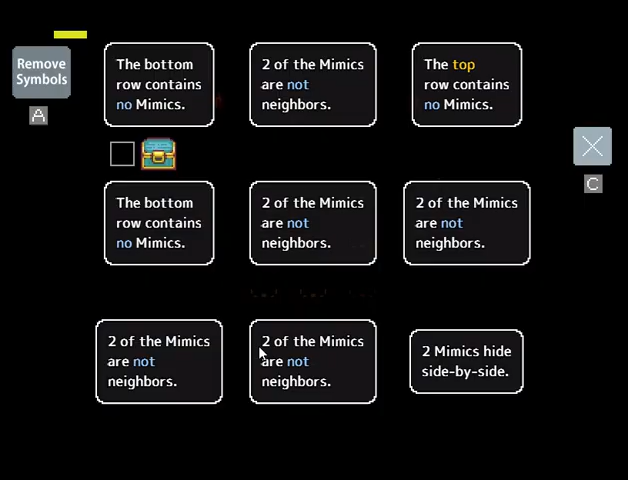 Remove
Symbols
A
The bottom
row contains
no Mimics.
2 of the Mimics
are not
neighbors.
The top
row contains
no Mimics.
C
The bottom
row contains
no Mimics.
2 of the Mimics
are not
neighbors.
2 of the Mimics
are not
neighbors.
2 of the Mimics
are not
neighbors.
2 of the Mimics
are not
neighbors.
2 Mimics hide
side-by-side.